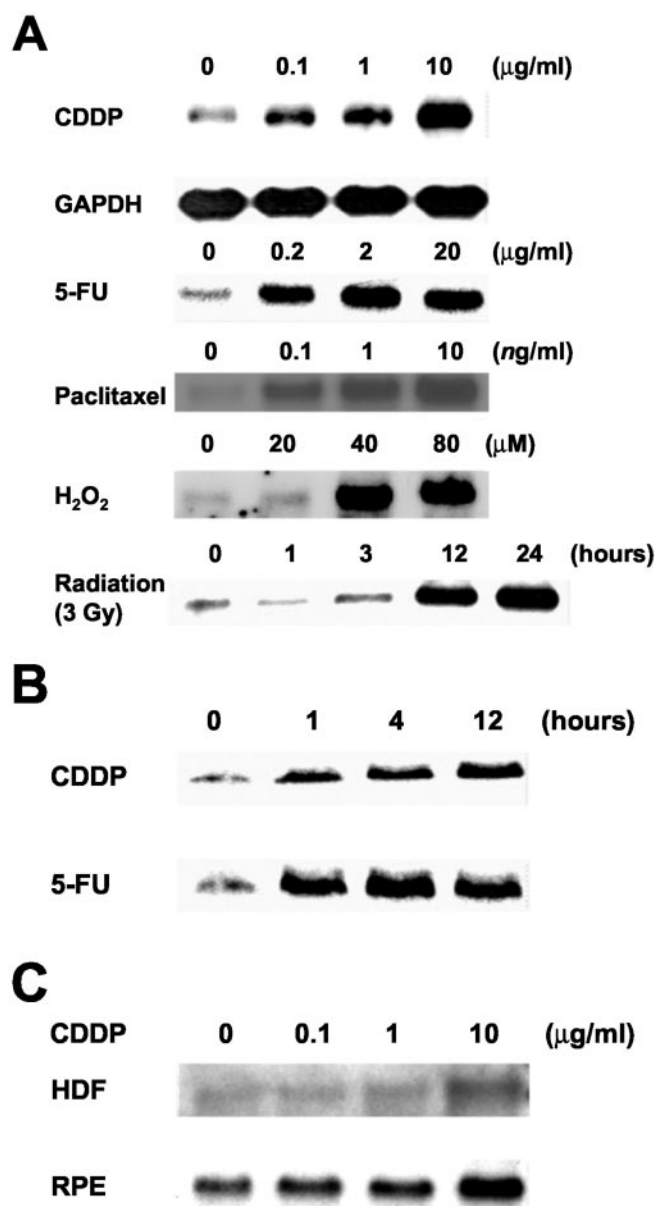 A
0 0.1 1 10 (μg/ml)
CDDP
GAPDH
0 0.2 2 20 (μg/ml)
5-FU
0 0.1 1 10 (ng/ml)
Paclitaxel
0 20 40 80 (μM)
H₂O₂
0 1 3 12 24 (hours)
Radiation
(3 Gy)
B
0 1 4 12 (hours)
CDDP
5-FU
C
CDDP 0 0.1 1 10 (μg/ml)
HDF
RPE